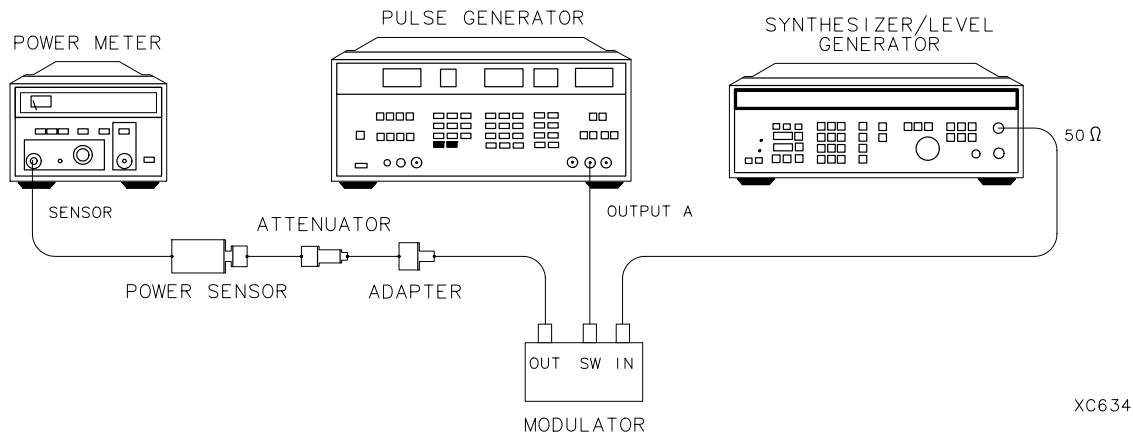 PULSE GENERATOR
POWER METER
SYNTHESIZER/LEVEL
GENERATOR
50 Ω
SENSOR
OUTPUT A
ATTENUATOR
POWER SENSOR
ADAPTER
OUT SW IN
MODULATOR
XC634